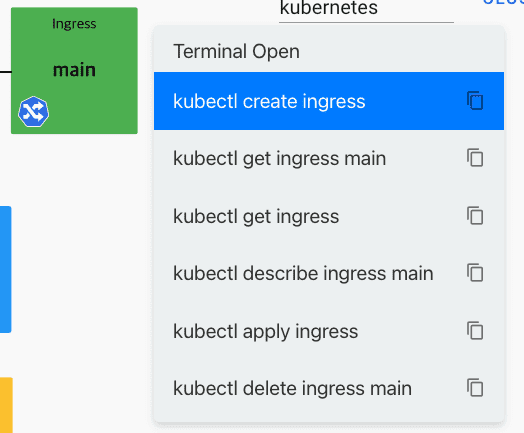 Ingress
main
kubernetes
Terminal Open
kubectl create ingress
kubectl get ingress main
kubectl get ingress
kubectl describe ingress main
kubectl apply ingress
kubectl delete ingress main